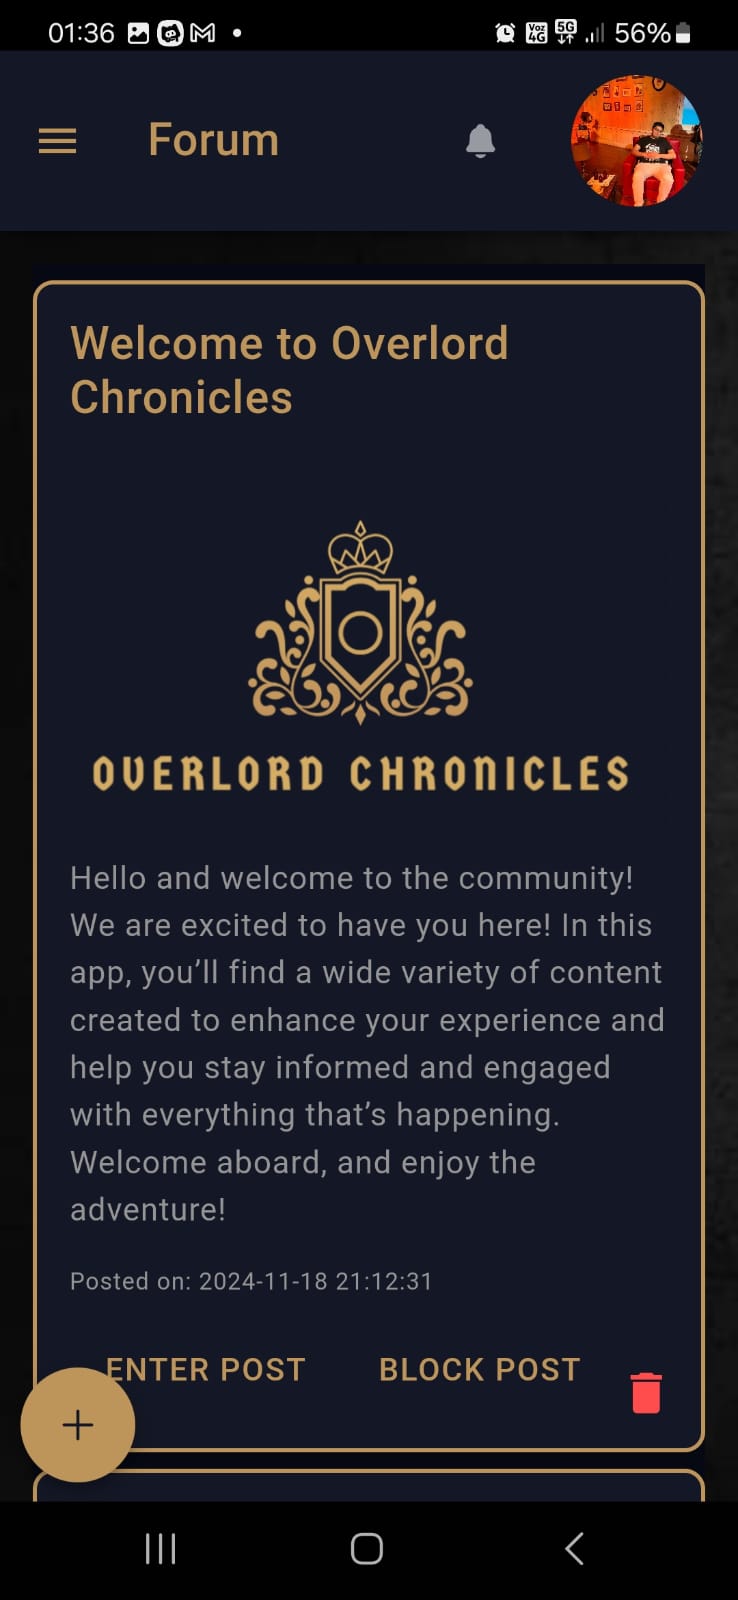 01:36
Voz
4G
5G
56%
Forum
Welcome to Overlord
Chronicles
OVERLORD CHRONICLES
Hello and welcome to the community!
We are excited to have you here! In this
app, you’ll find a wide variety of content
created to enhance your experience and
help you stay informed and engaged
with everything that’s happening.
Welcome aboard, and enjoy the
adventure!
Posted on: 2024-11-18 21:12:31
ENTER POST
BLOCK POST